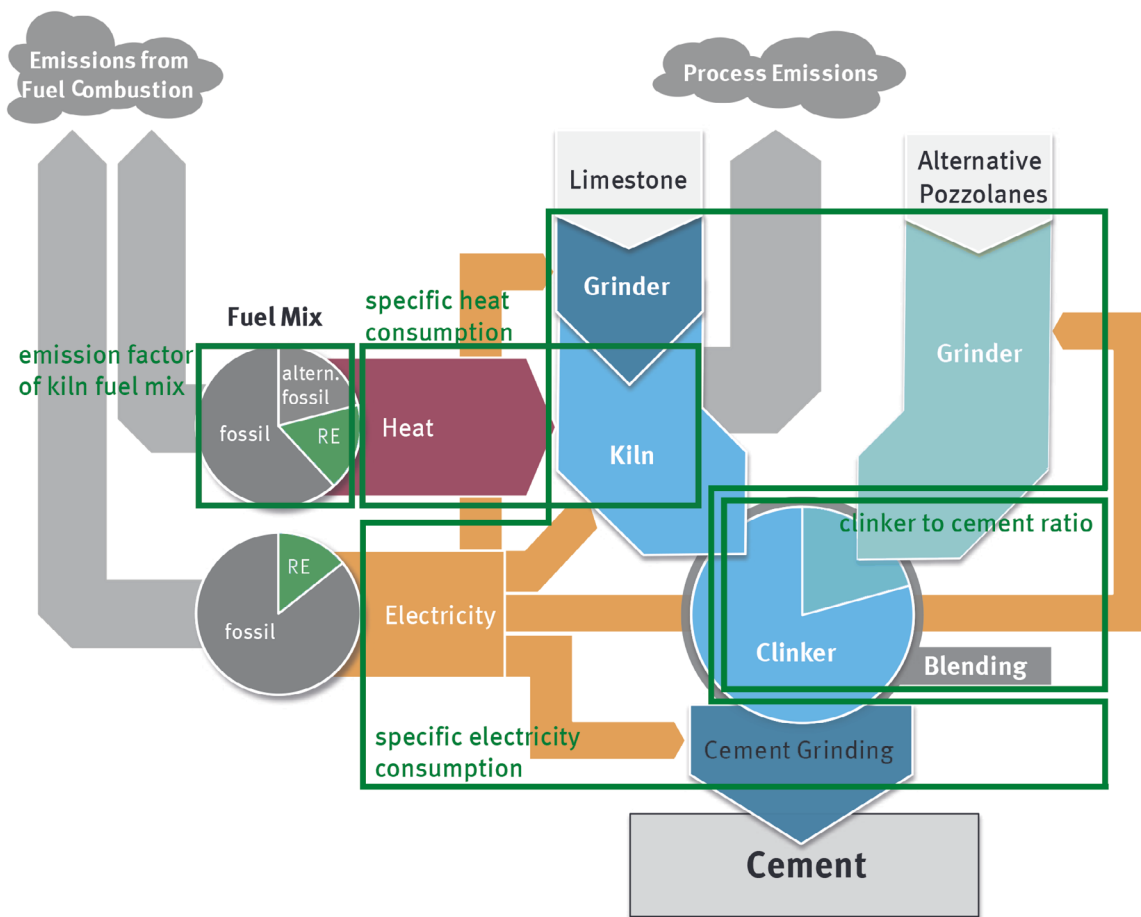 Emissions from
Fuel Combustion
Process Emissions
Limestone
Alternative
Pozzolanes
Grinder
specific heat
consumption
Fuel Mix
emission factor
of kiln fuel mix
altern.
fossil
fossil
RE
Heat
Kiln
Grinder
clinker to cement ratio
RE
fossil
Electricity
Clinker
Blending
specific electricity
consumption
Cement Grinding
Cement